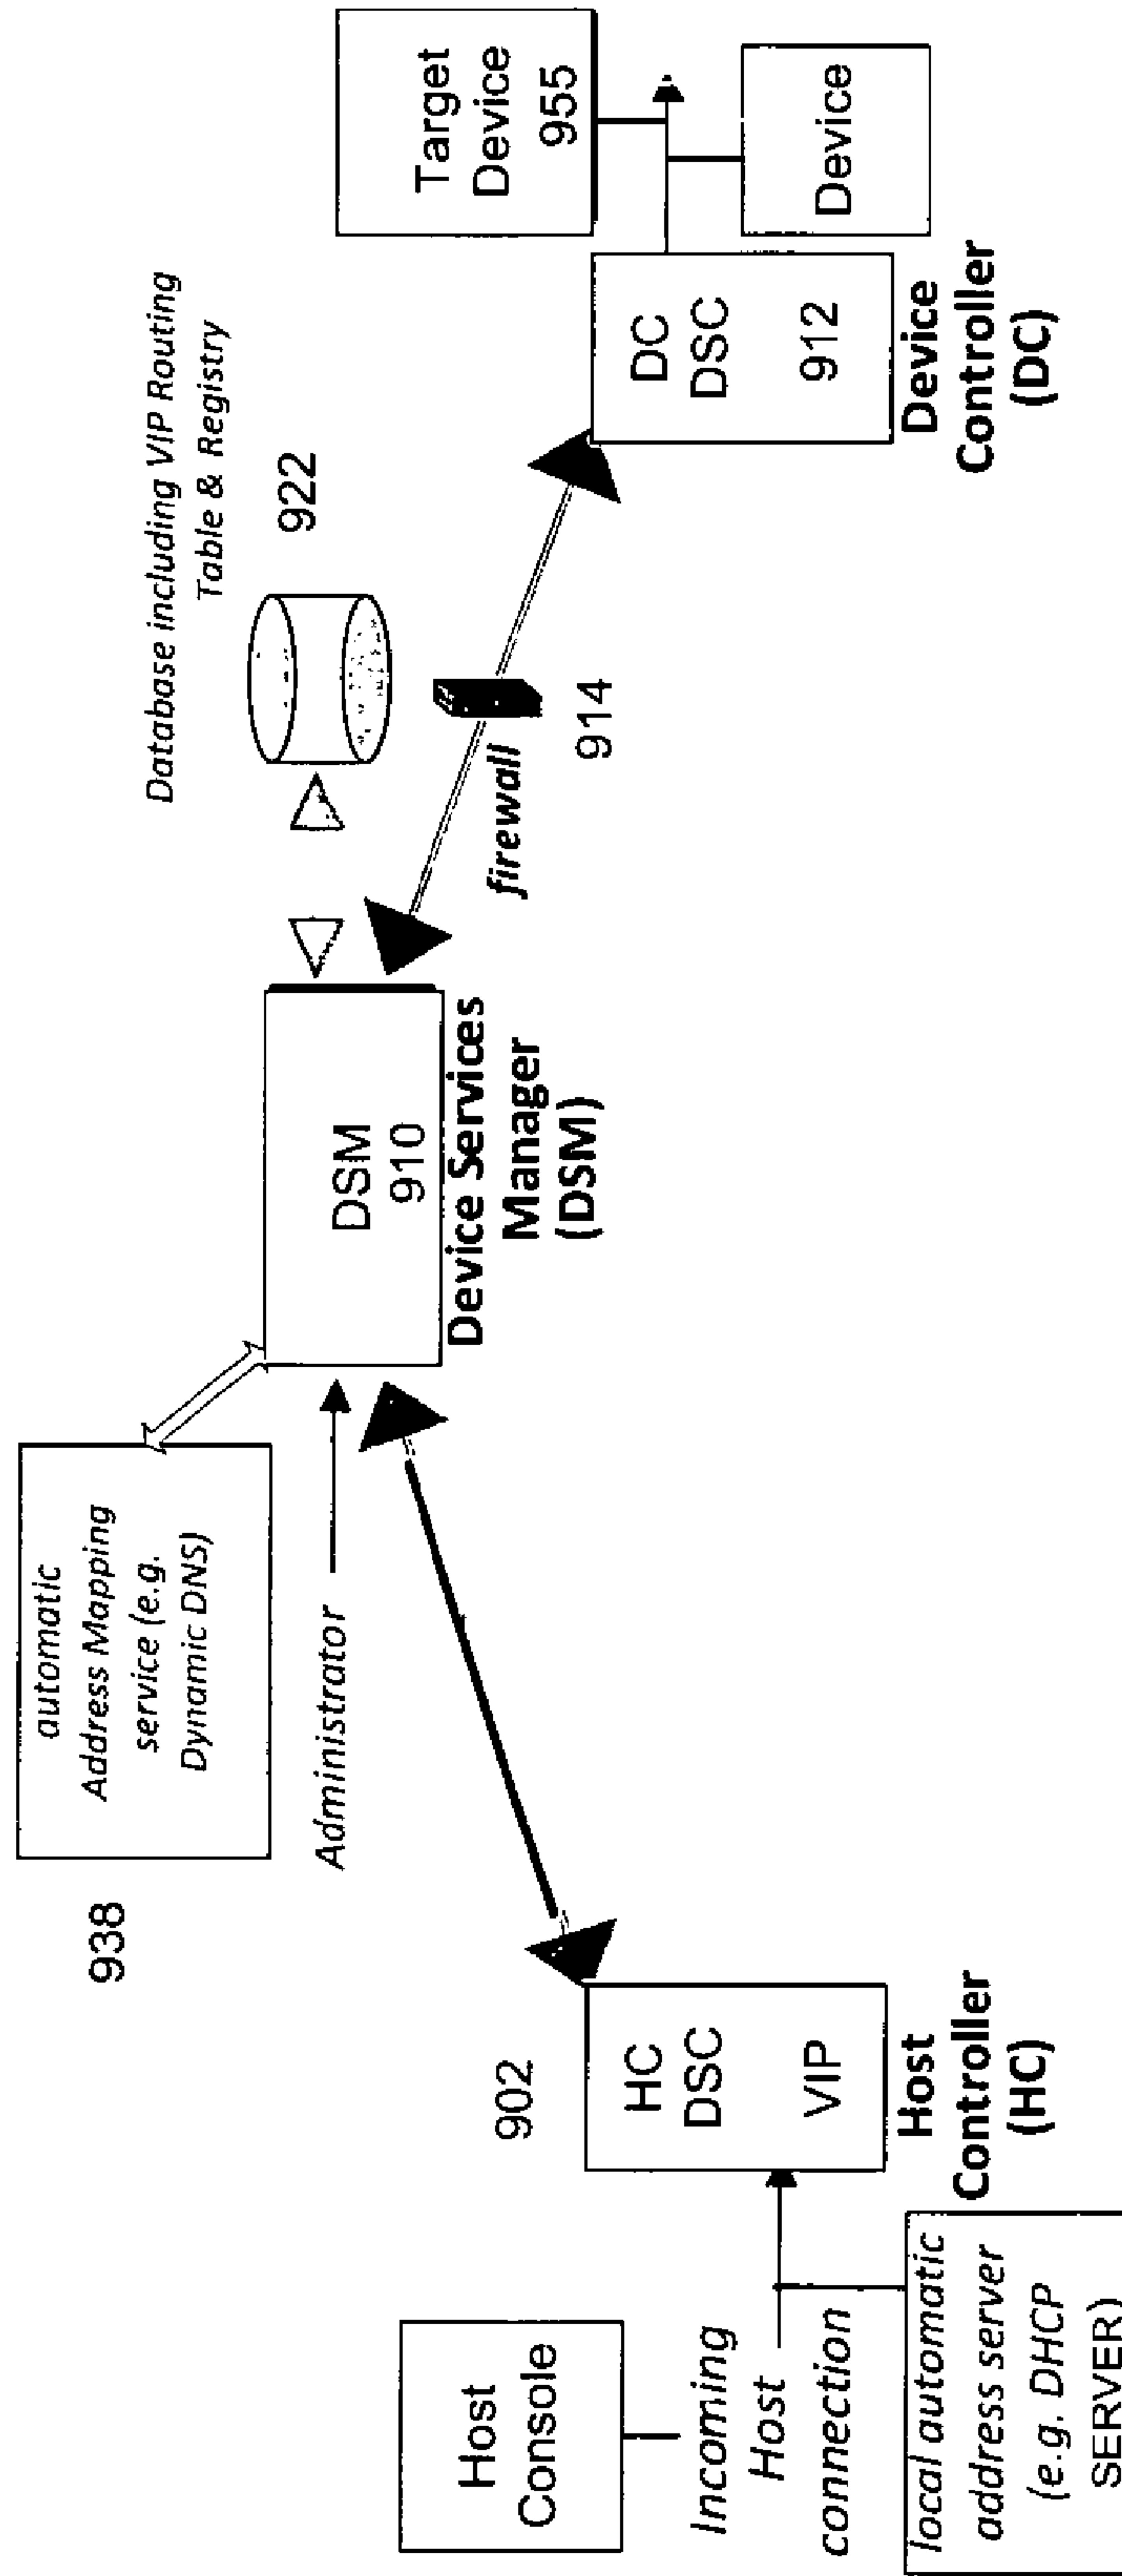 938
automatic
Address Mapping
service (e.g.
Dynamic DNS)
Administrator
DSM
910
Device Services
Manager
(DSM)
Database including VIP Routing
Table & Registry
922
firewall
914
Target
Device
955
Device
DC
DSC
912
Device
Controller
(DC)
902
HC
DSC
VIP
Host
Controller
(HC)
Host
Console
Incoming
Host
connection
local automatic
address server
(e.g. DHCP
SERVER)